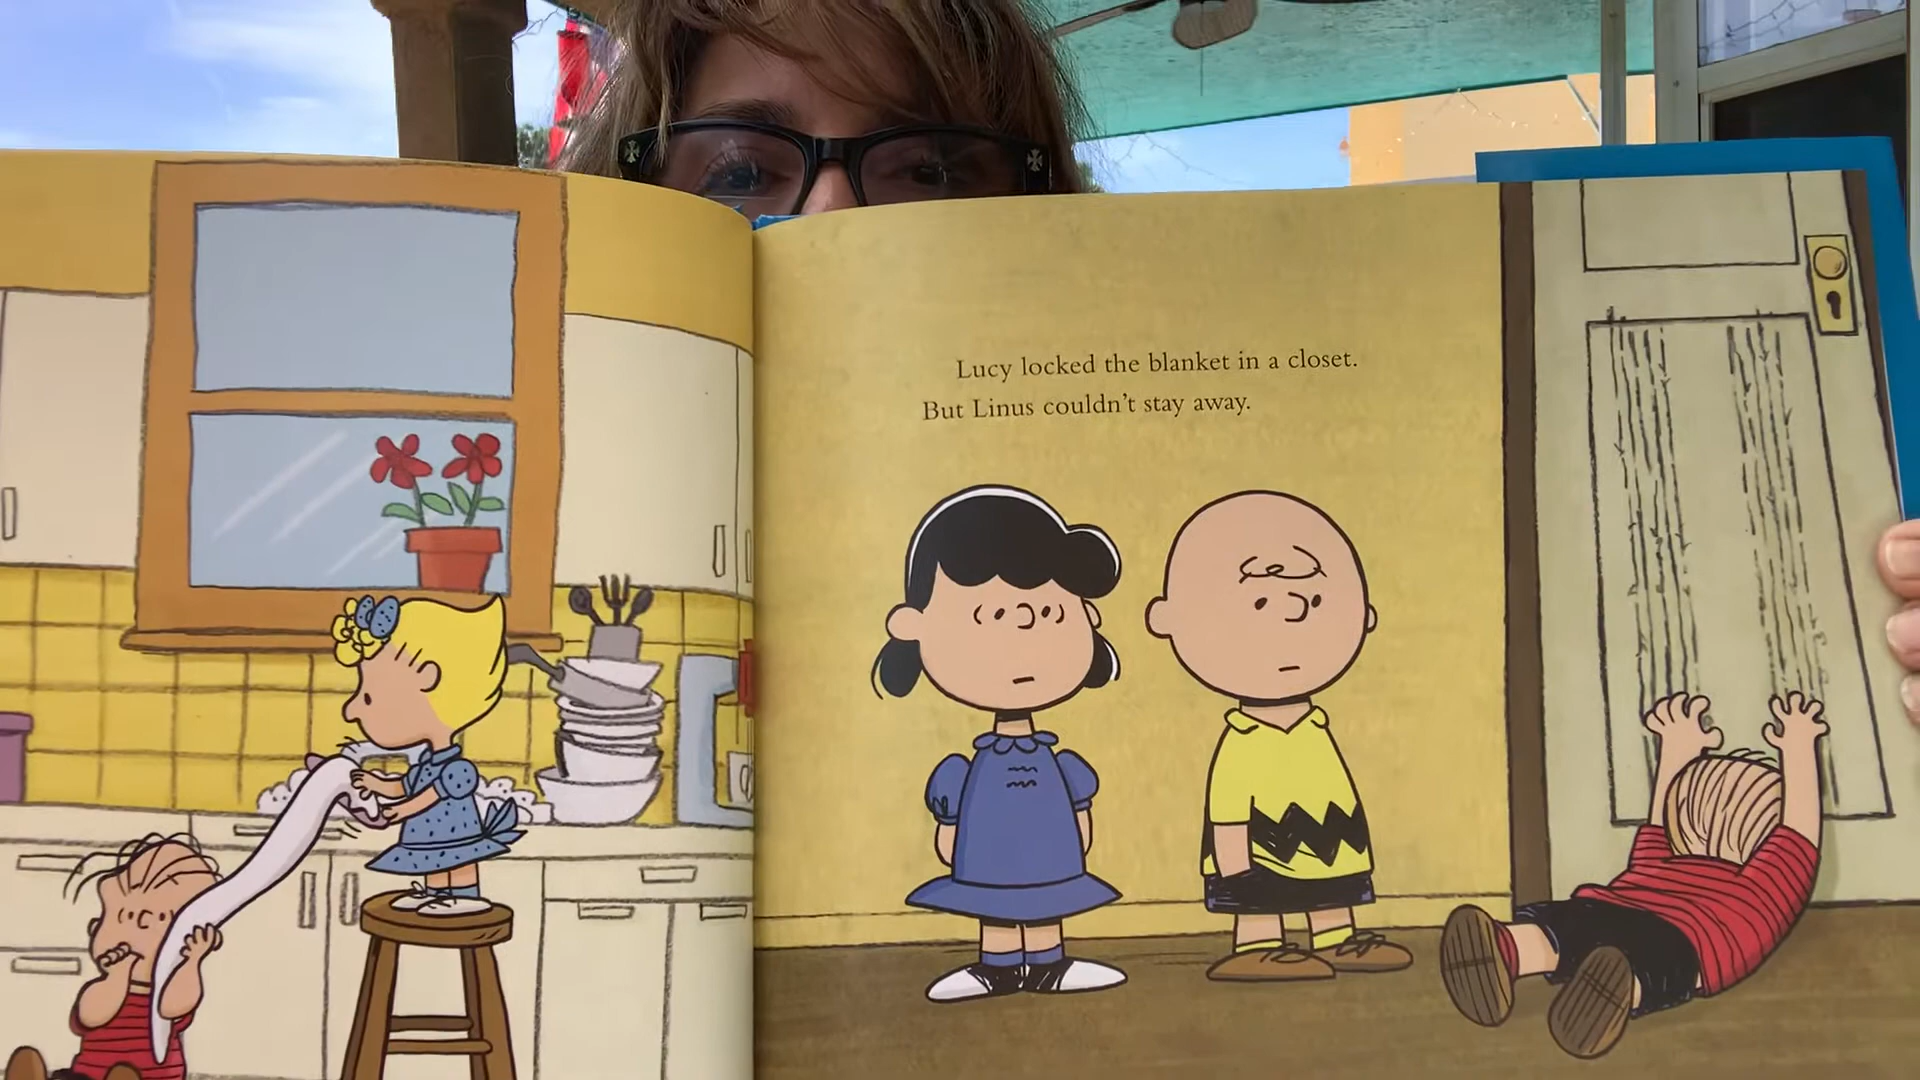 Lucy locked the blanket in a closet.
But Linus couldn't stay away.